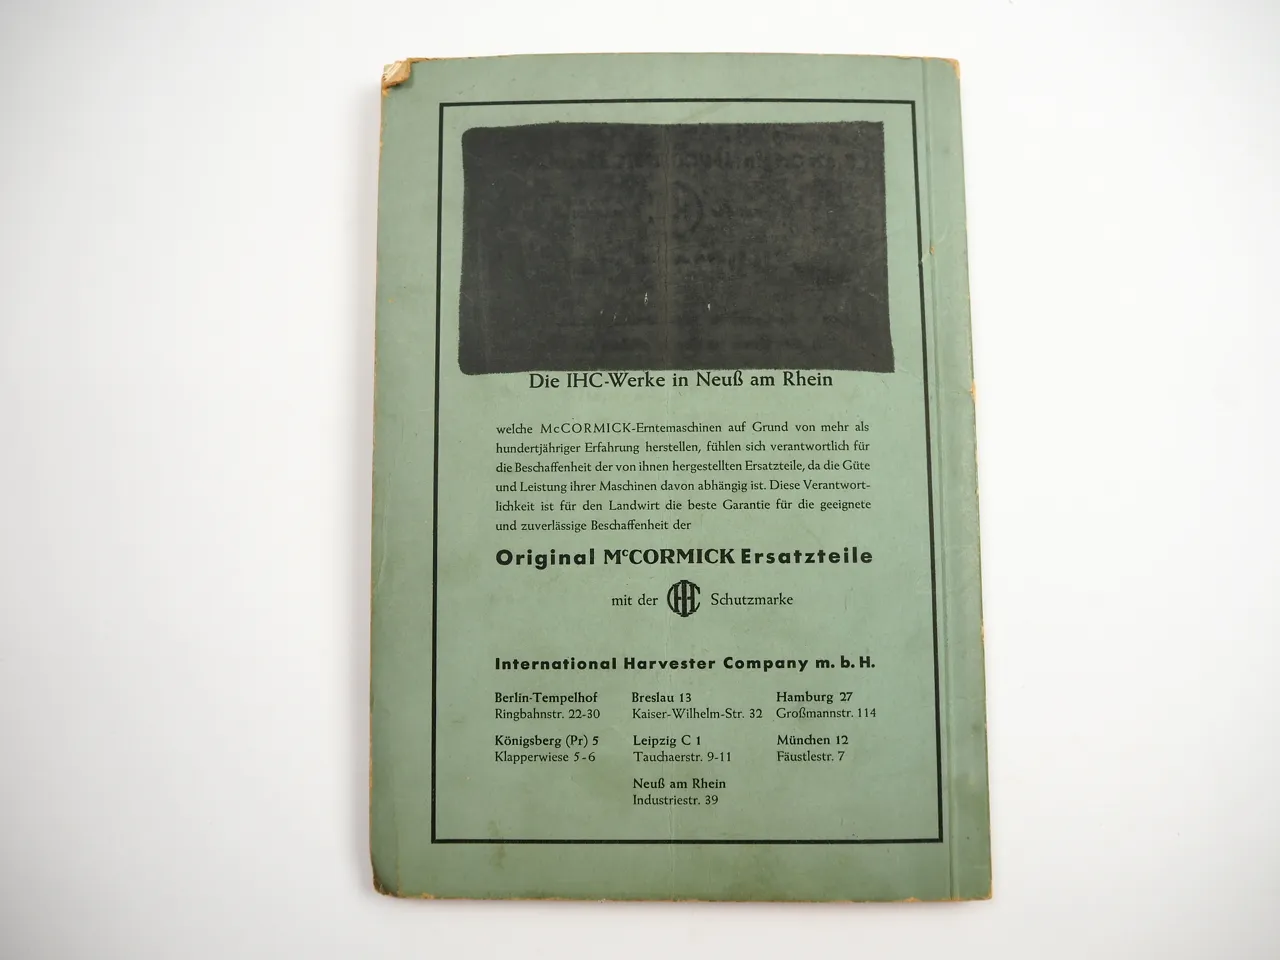 Die IHC-Werke in Neuß am Rhein
welche McCORMICK-Erntemaschinen auf Grund von mehr als
hundertjähriger Erfahrung herstellen, fühlen sich verantwortlich für
die Beschaffenheit der von ihnen hergestellten Ersatzteile, da die Güte
und Leistung ihrer Maschinen davon abhängig ist. Diese Verantwort-
lichkeit ist für den Landwirt die beste Garantie für die geeignete
und zuverlässige Beschaffenheit der
Original McCORMICK Ersatzteile
mit der IHC Schutzmarke
International Harvester Company m. b. H.
Berlin-Tempelhof Breslau 13 Hamburg 27
Ringbahnstr. 22-30 Kaiser-Wilhelm-Str. 32 Großmannstr. 114
Königsberg (Pr) 5 Leipzig C 1 München 12
Klapperwiese 5-6 Tauchaerstr. 9-11 Fäustlestr. 7
Neuß am Rhein
Industriestr. 39